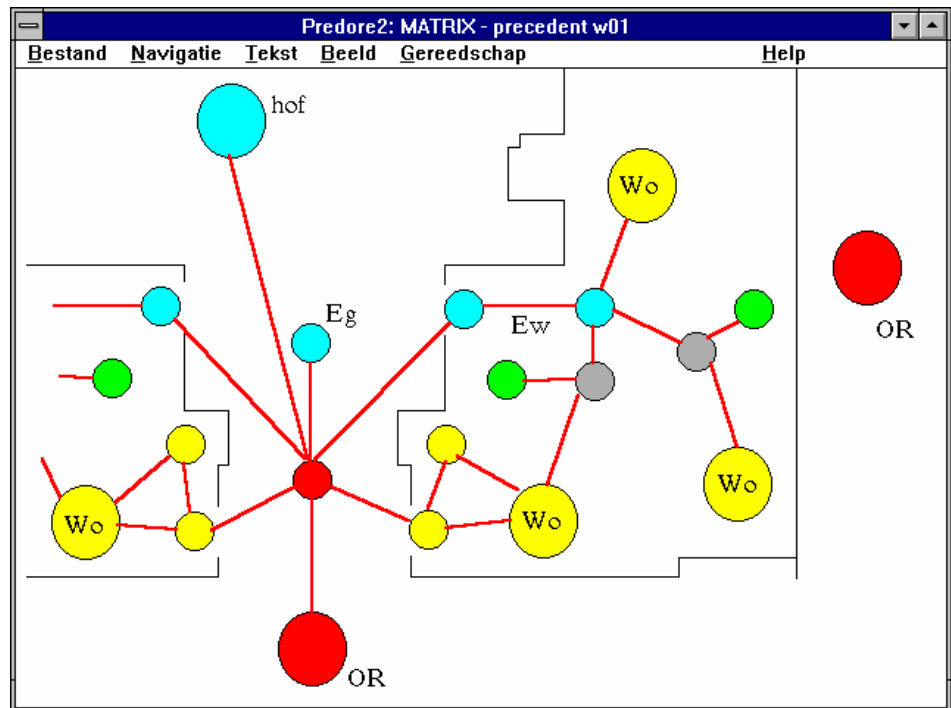 Predore2: MATRIX - precedent w01
Bestand Navigatie Tekst Beeld Gereedschap Help
hof
Wo
Eg
Ew
OR
Wo
Wo
Wo
OR